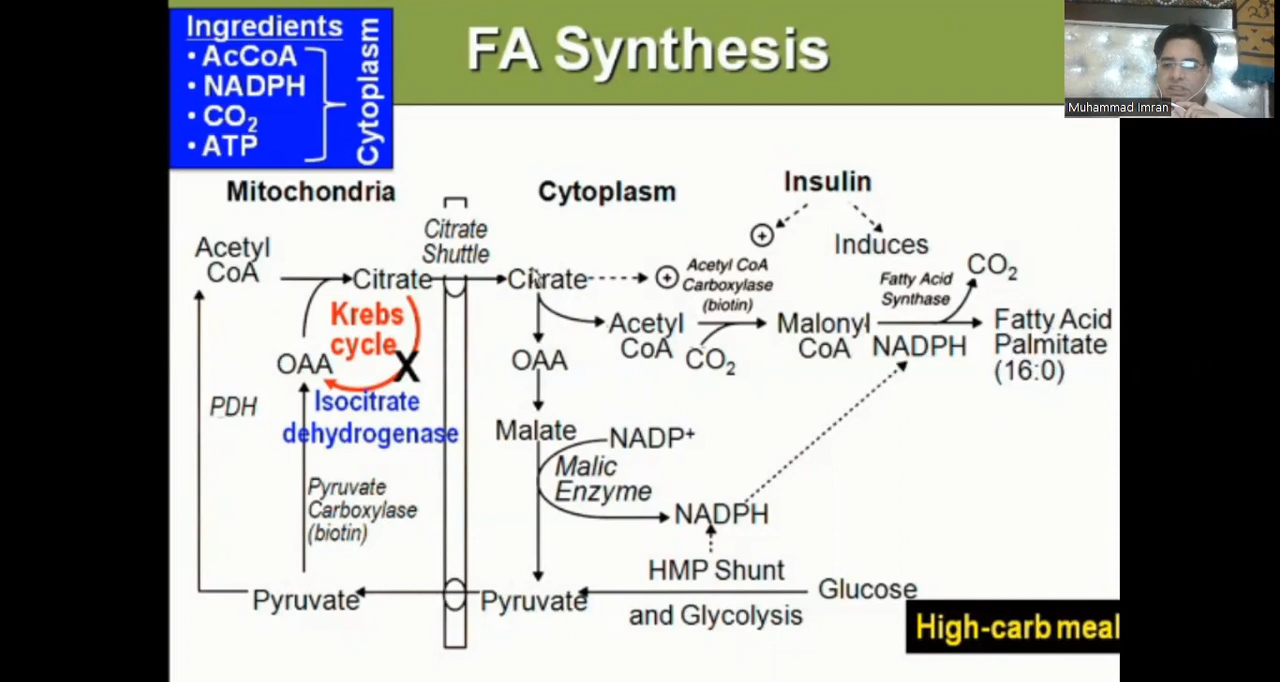 Ingredients
• AcCoA
• NADPH
• CO₂
• ATP
Cytoplasm
FA Synthesis
Muhammad Imran
Mitochondria
Cytoplasm
Insulin
Citrate
Shuttle
Induces
Acetyl
CoA
Citrate
Citrate
+
+
Acetyl CoA
Carboxylase
(biotin)
Fatty Acid
Synthase
CO₂
Krebs
cycle
X
OAA
Acetyl
CoA
CO₂
Malonyl
CoA
NADPH
Fatty Acid
Palmitate
(16:0)
OAA
PDH
Isocitrate
dehydrogenase
Malate
NADP⁺
Malic
Enzyme
Pyruvate
Carboxylase
(biotin)
NADPH
HMP Shunt
and Glycolysis
Pyruvate
Pyruvate
Glucose
High-carb meal